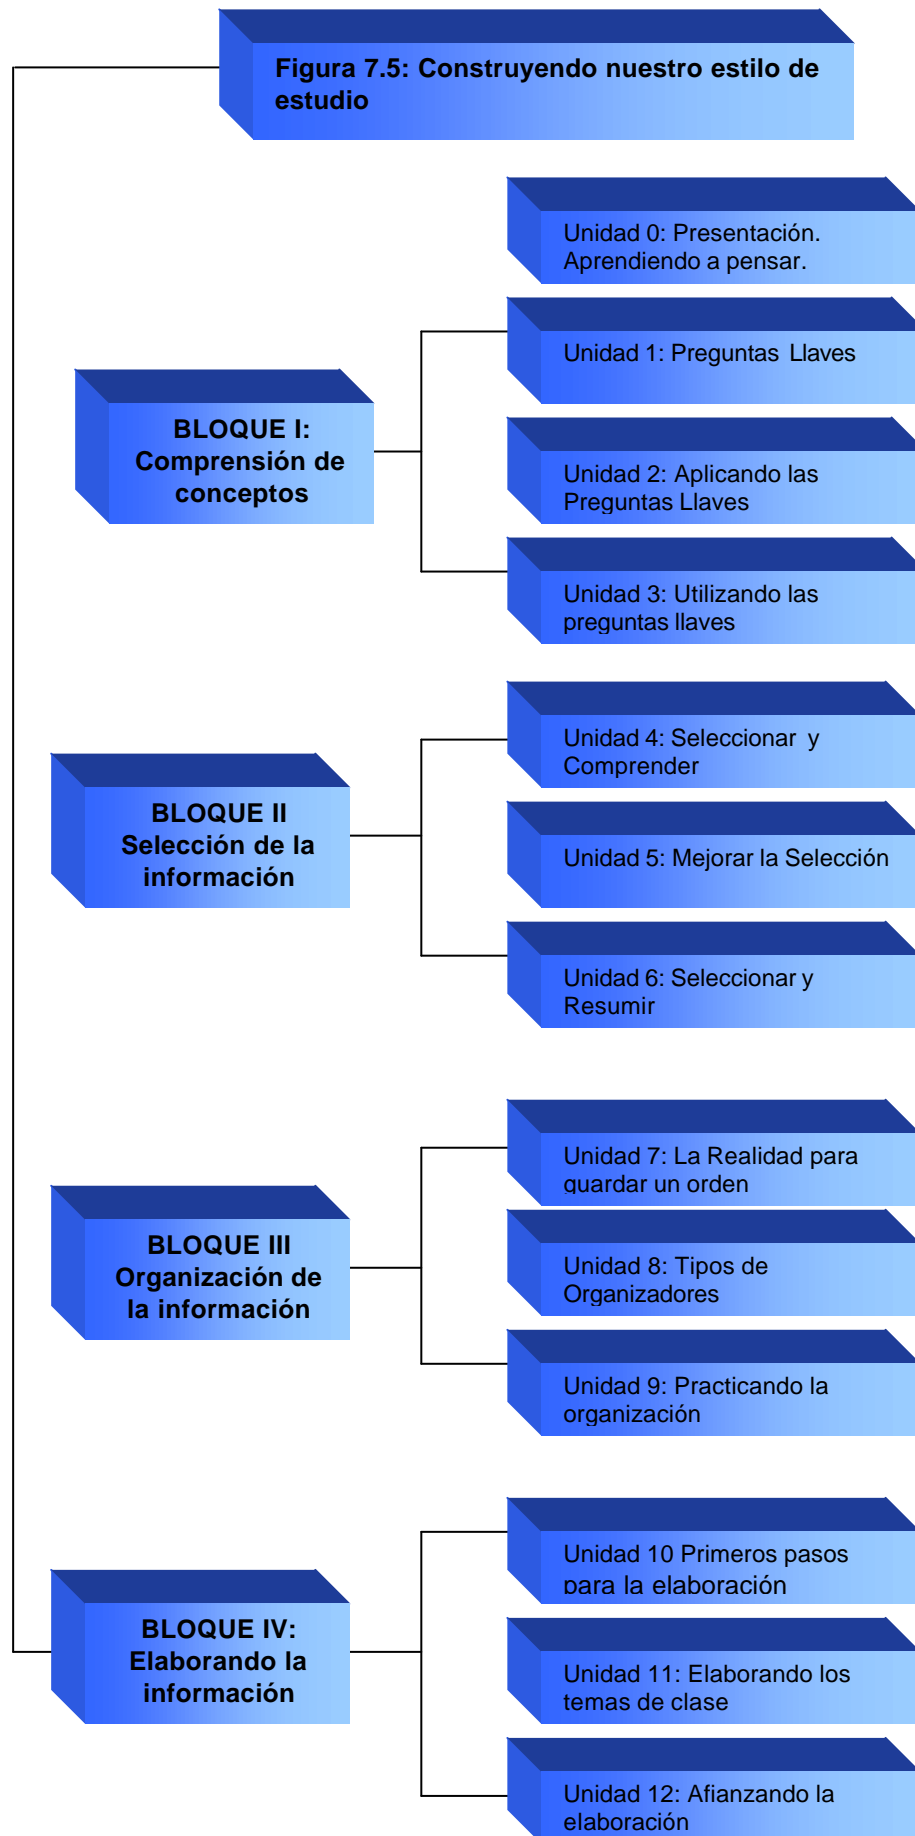 Figura 7.5: Construyendo nuestro estilo de
estudio
Unidad 0: Presentación.
Aprendiendo a pensar.
Unidad 1: Preguntas Llaves
BLOQUE I:
Comprensión de
conceptos
Unidad 2: Aplicando las
Preguntas Llaves
Unidad 3: Utilizando las
preguntas llaves
Unidad 4: Seleccionar y
Comprender
BLOQUE II
Selección de la
información
Unidad 5: Mejorar la Selección
Unidad 6: Seleccionar y
Resumir
Unidad 7: La Realidad para
guardar un orden
BLOQUE III
Organización de
la información
Unidad 8: Tipos de
Organizadores
Unidad 9: Practicando la
organización
Unidad 10 Primeros pasos
para la elaboración
BLOQUE IV:
Elaborando la
información
Unidad 11: Elaborando los
temas de clase
Unidad 12: Afianzando la
elaboración